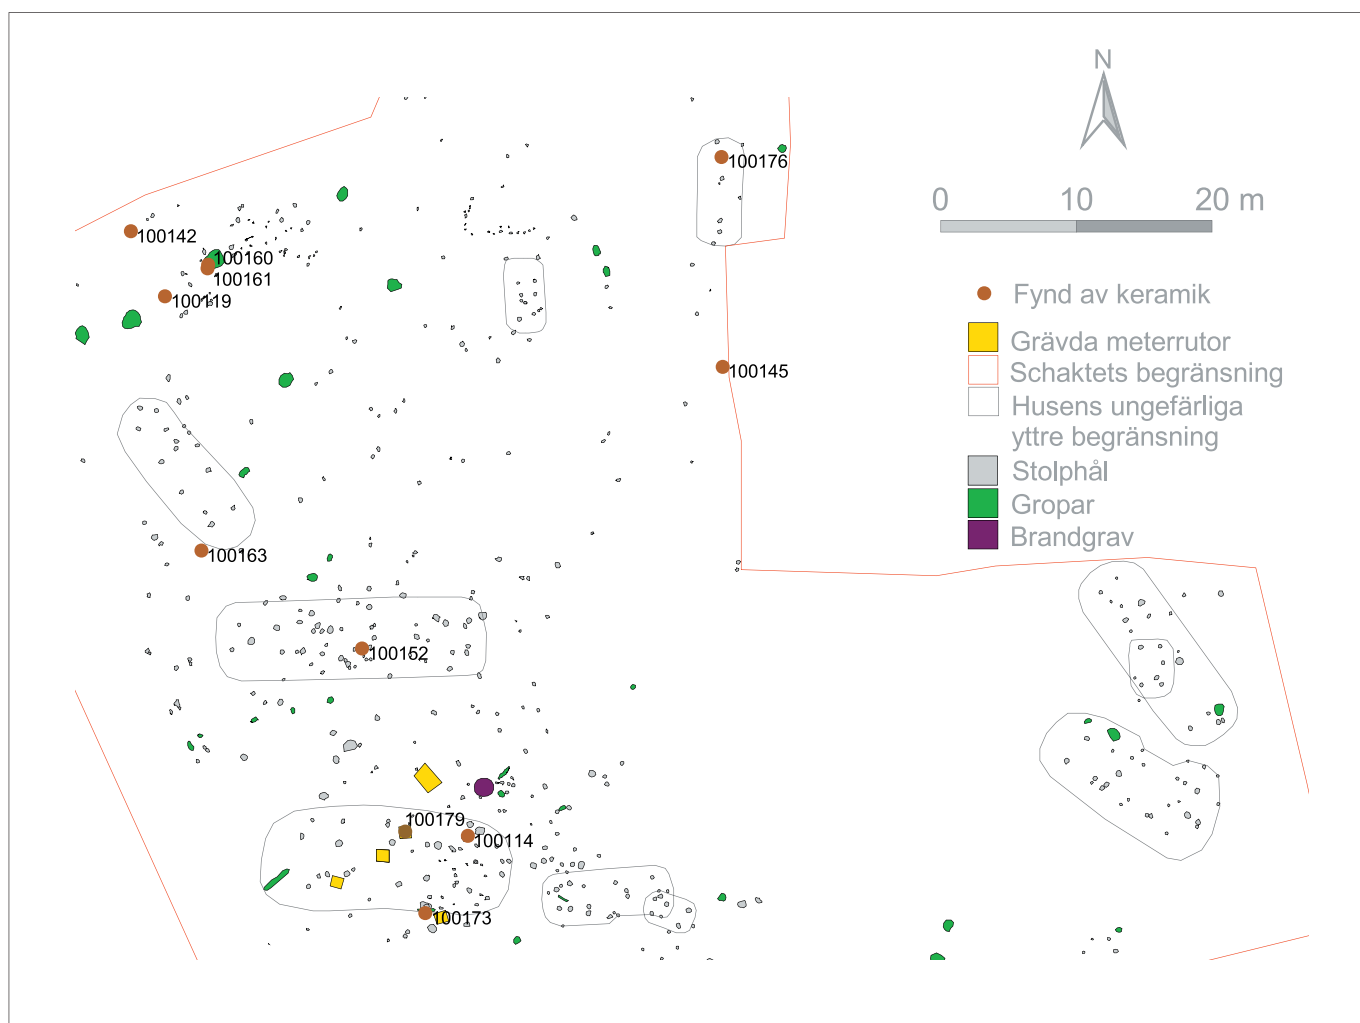 N
0 10 20 m
100176
100142
100160
100161
100119
100145
100163
100152
100179
100114
100173
Fynd av keramik
Grävda meterrutor
Schaktets begränsning
Husens ungefärliga
yttre begränsning
Stolphål
Gropar
Brandgrav